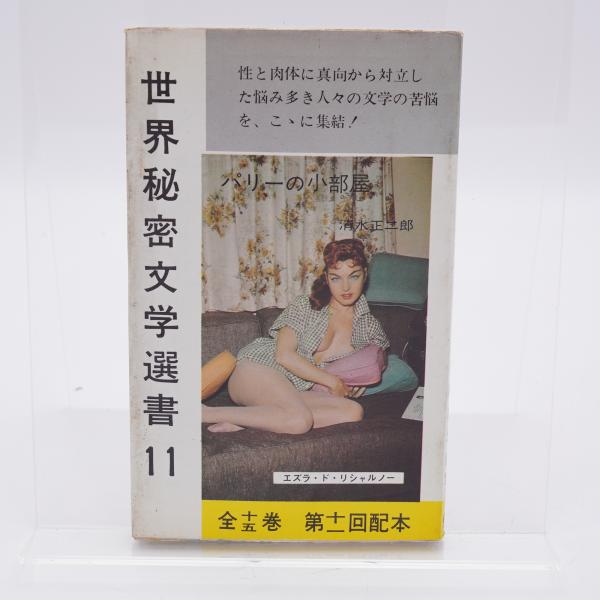 世界秘密文学選書 11
性と肉体に真向から対立し
た悩み多き人々の文学の苦悩
を、こゝに集結!
パリーの小部屋
清水正二郎
エズラ・ド・リシャルノー
全十五巻 第十一回配本